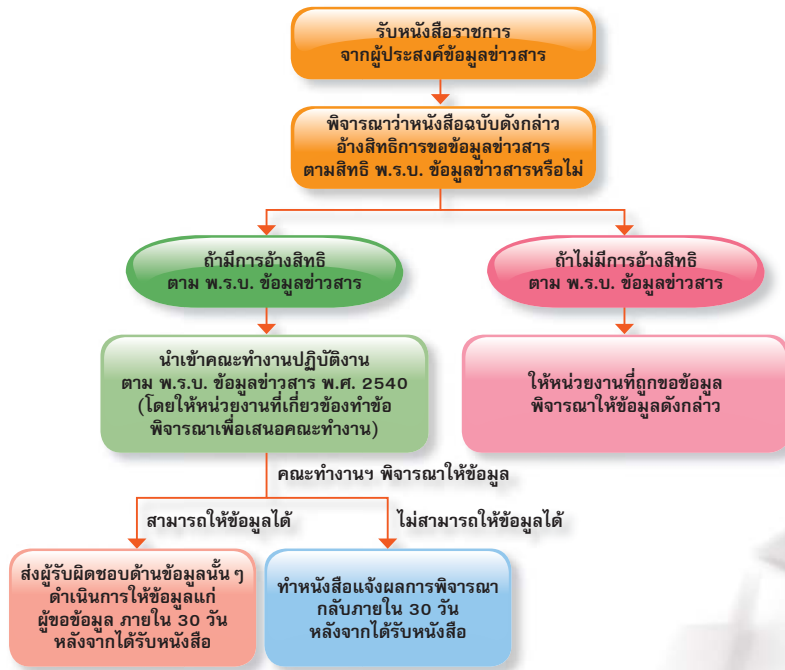 รับหนังสือราชการ
จากผู้ประสงค์ข้อมูลข่าวสาร
พิจารณาว่าหนังสือฉบับดังกล่าว
อ้างสิทธิการขอข้อมูลข่าวสาร
ตามสิทธิ พ.ร.บ. ข้อมูลข่าวสารหรือไม่
ถ้ามีการอ้างสิทธิ
ตาม พ.ร.บ. ข้อมูลข่าวสาร
ถ้าไม่มีการอ้างสิทธิ
ตาม พ.ร.บ. ข้อมูลข่าวสาร
นำเข้าคณะทำงานปฏิบัติงาน
ตาม พ.ร.บ. ข้อมูลข่าวสาร พ.ศ. 2540
(โดยให้หน่วยงานที่เกี่ยวข้องทำข้อ
พิจารณาเพื่อเสนอคณะทำงาน)
ให้หน่วยงานที่ถูกขอข้อมูล
พิจารณาให้ข้อมูลดังกล่าว
คณะทำงานฯ พิจารณาให้ข้อมูล
สามารถให้ข้อมูลได้
ไม่สามารถให้ข้อมูลได้
ส่งผู้รับผิดชอบด้านข้อมูลนั้น ๆ
ดำเนินการให้ข้อมูลแก่
ผู้ขอข้อมูล ภายใน 30 วัน
หลังจากได้รับหนังสือ
ทำหนังสือแจ้งผลการพิจารณา
กลับภายใน 30 วัน
หลังจากได้รับหนังสือ